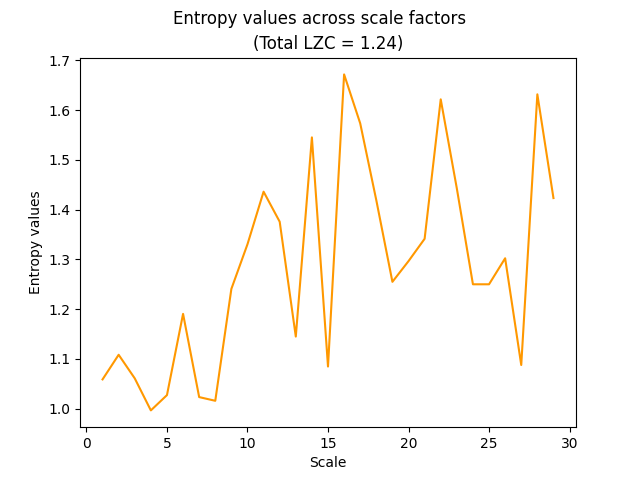 Entropy values across scale factors
(Total LZC = 1.24)
1.7
1.6
1.5
1.4
1.3
1.2
1.1
1.0
Entropy values
0 5 10 15 20 25 30
Scale